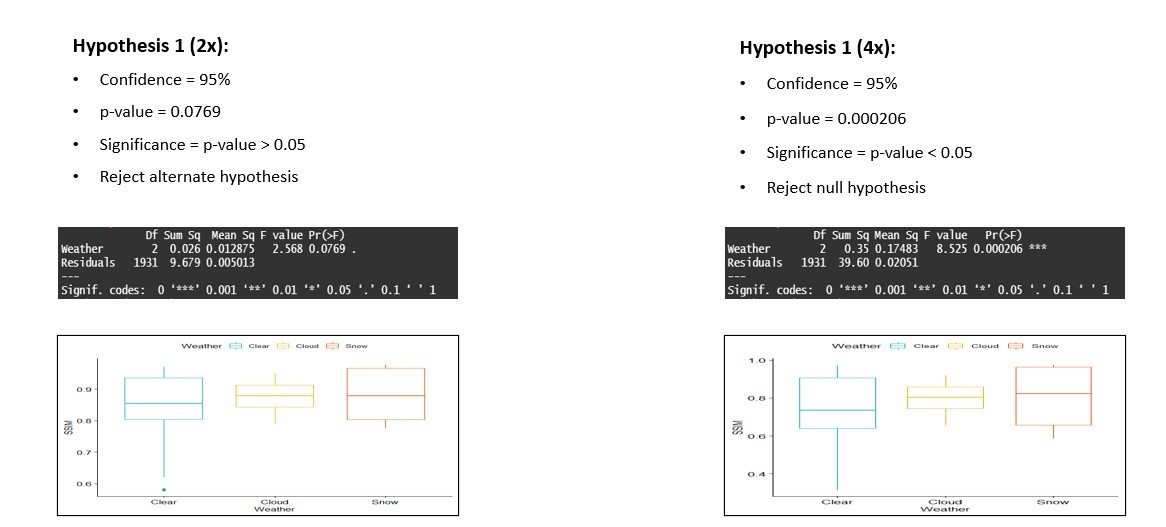 Hypothesis 1 (2x):
• Confidence = 95%
• p-value = 0.0769
• Significance = p-value > 0.05
• Reject alternate hypothesis
Df Sum Sq Mean Sq F value Pr(>F)
Weather 2 0.026 0.012875 2.568 0.0769 .
Residuals 1931 9.679 0.005013
---
Signif. codes: 0 ‘***’ 0.001 ‘**’ 0.01 ‘*’ 0.05 ‘.’ 0.1 ‘ ’ 1
Weather Clear Cloud Snow
0.9
0.8
0.7
0.6
SSIM
Clear Cloud Snow
Weather
Hypothesis 1 (4x):
• Confidence = 95%
• p-value = 0.000206
• Significance = p-value < 0.05
• Reject null hypothesis
Df Sum Sq Mean Sq F value Pr(>F)
Weather 2 0.35 0.17483 8.525 0.000206 ***
Residuals 1931 39.60 0.02051
---
Signif. codes: 0 ‘***’ 0.001 ‘**’ 0.01 ‘*’ 0.05 ‘.’ 0.1 ‘ ’ 1
Weather Clear Cloud Snow
1.0
0.8
0.6
0.4
SSIM
Clear Cloud Snow
Weather